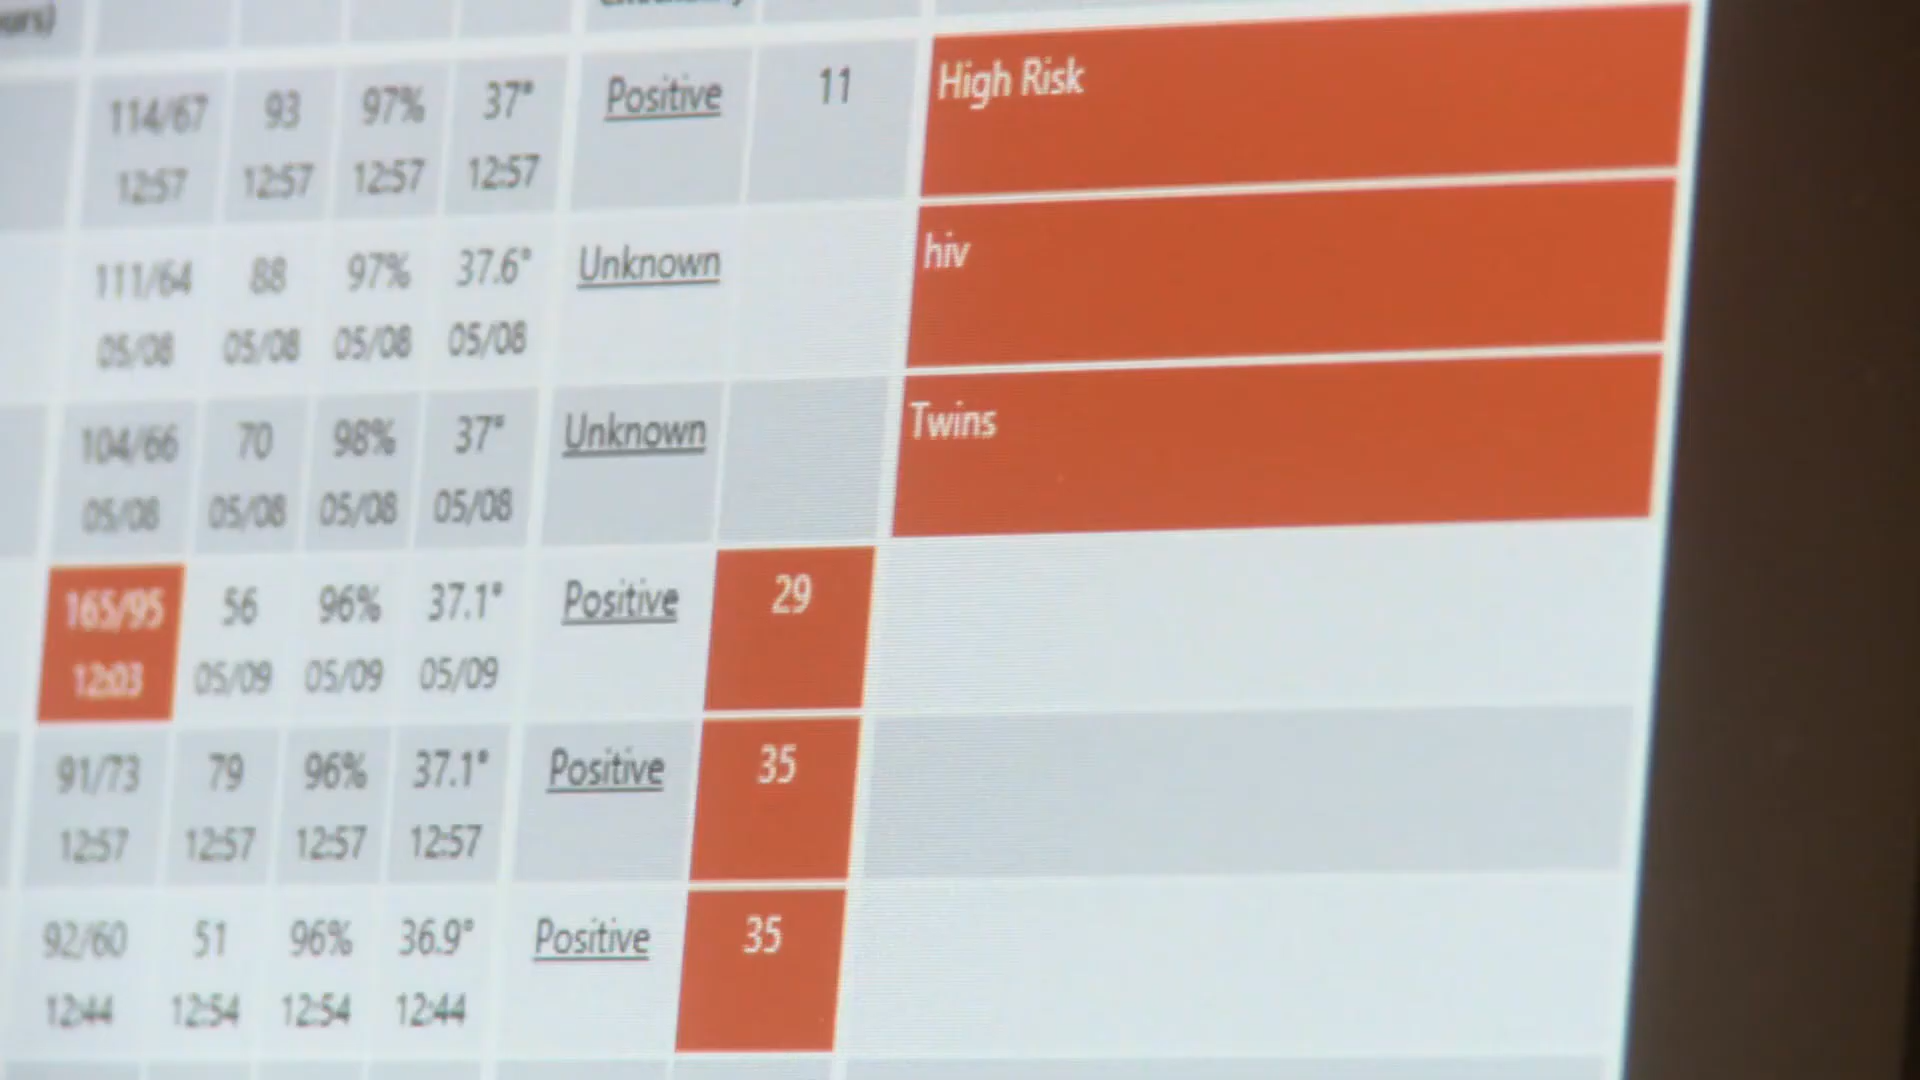 114/67 93 97% 37° Positive 11 High Risk
12:57 12:57 12:57 12:57
111/64 88 97% 37.6° Unknown hiv
05/08 05/08 05/08 05/08
104/66 70 98% 37° Unknown Twins
05/08 05/08 05/08 05/08
165/95 56 96% 37.1° Positive 29
12:03 05/09 05/09 05/09
91/73 79 96% 37.1° Positive 35
12:57 12:57 12:57 12:57
92/60 51 96% 36.9° Positive 35
12:44 12:54 12:54 12:44